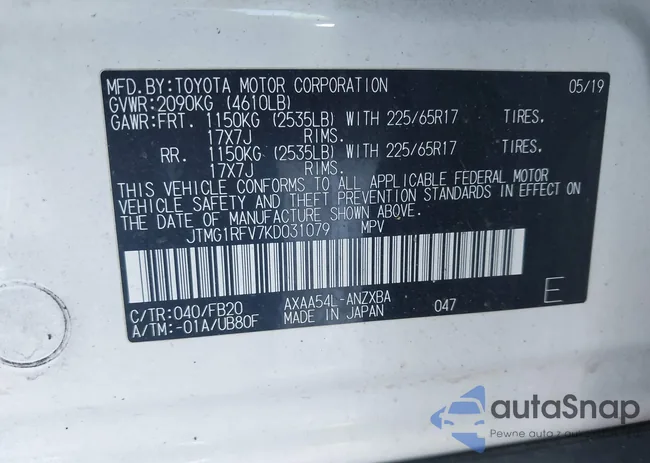 MFD.BY:TOYOTA MOTOR CORPORATION 05/19
GVWR:2090KG (4610LB)
GAWR:FRT. 1150KG (2535LB) WITH 225/65R17 TIRES.
17X7J RIMS.
RR. 1150KG (2535LB) WITH 225/65R17 TIRES.
17X7J RIMS.
THIS VEHICLE CONFORMS TO ALL APPLICABLE FEDERAL MOTOR
VEHICLE SAFETY AND THEFT PREVENTION STANDARDS IN EFFECT ON
THE DATE OF MANUFACTURE SHOWN ABOVE.
JTMG1RFV7KD031079 MPV
C/TR:040/FB20 AXAA54L-ANZXBA 047 E
A/TM:-01A/UB80F MADE IN JAPAN
autaSnap
Pewne auta z aukcji